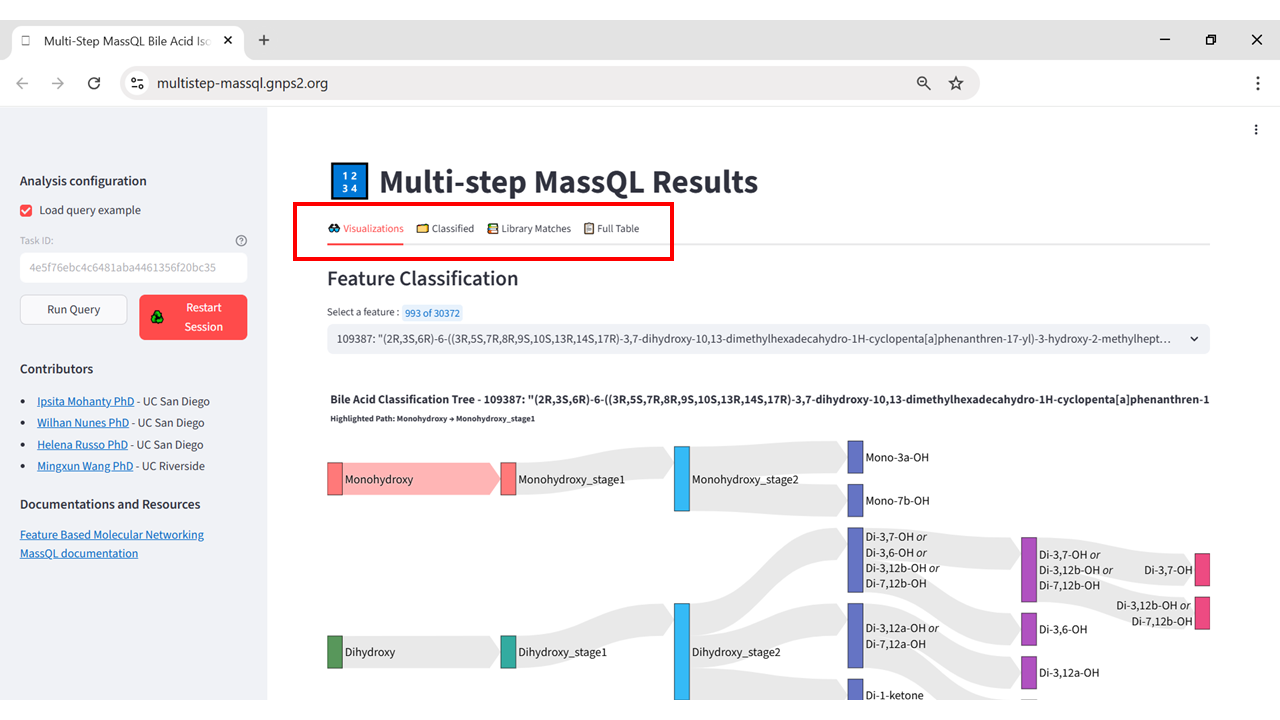 Multi-Step MassQL Bile Acid Iso
multistep-massql.gnps2.org
Analysis configuration
Load query example
Task ID:
4e5f76ebc4c6481aba4461356f20bc35
Run Query
Restart
Session
Contributors
Ipsita Mohanty PhD - UC San Diego
Wilhan Nunes PhD - UC San Diego
Helena Russo PhD - UC San Diego
Mingxun Wang PhD - UC Riverside
Documentations and Resources
Feature Based Molecular Networking
MassQL documentation
1 2
3 4
Multi-step MassQL Results
Visualizations Classified Library Matches Full Table
Feature Classification
Select a feature : 993 of 30372
109387: "(2R,3S,6R)-6-((3R,5S,7R,8R,9S,10S,13R,14S,17R)-3,7-dihydroxy-10,13-dimethylhexadecahydro-1H-cyclopenta[a]phenanthren-17-yl)-3-hydroxy-2-methylhept...
Bile Acid Classification Tree - 109387: "(2R,3S,6R)-6-((3R,5S,7R,8R,9S,10S,13R,14S,17R)-3,7-dihydroxy-10,13-dimethylhexadecahydro-1H-cyclopenta[a]phenanthren-1
Highlighted Path: Monohydroxy → Monohydroxy_stage1
Monohydroxy
Monohydroxy_stage1
Monohydroxy_stage2
Mono-3a-OH
Mono-7b-OH
Dihydroxy
Dihydroxy_stage1
Dihydroxy_stage2
Di-3,7-OH or
Di-3,6-OH or
Di-3,12b-OH or
Di-7,12b-OH
Di-3,12a-OH or
Di-7,12a-OH
Di-1-ketone
Di-3,7-OH or
Di-3,12b-OH or
Di-7,12b-OH
Di-3,6-OH
Di-3,12a-OH
Di-3,7-OH
Di-3,12b-OH or
Di-7,12b-OH